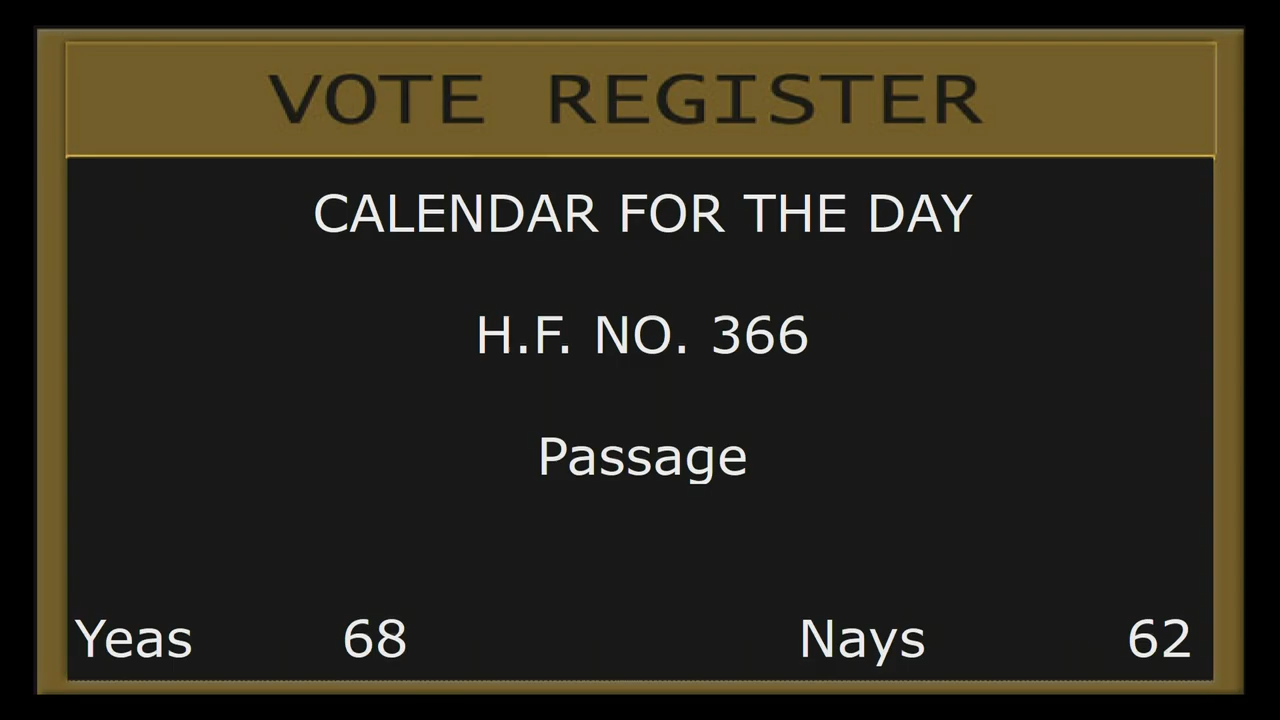 VOTE REGISTER
CALENDAR FOR THE DAY
H.F. NO. 366
Passage
Yeas 68 Nays 62